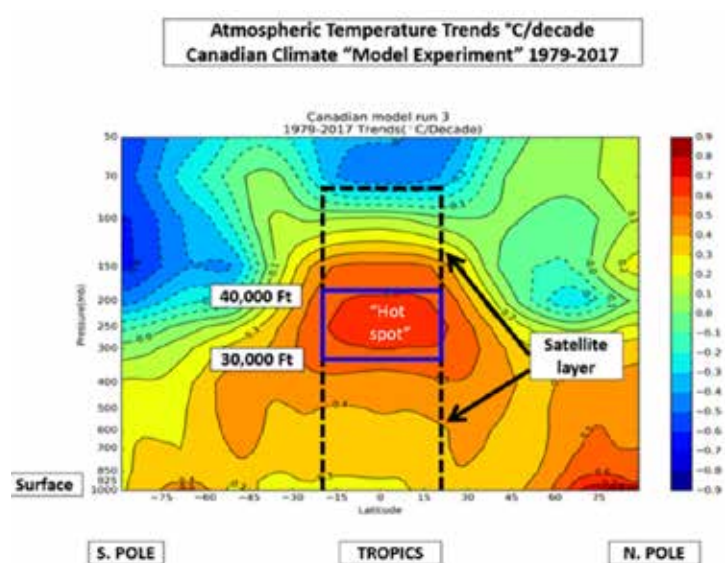 Atmospheric Temperature Trends °C/decade
Canadian Climate “Model Experiment” 1979-2017
Canadian model run 3
1979-2017 Trends(°C/Decade)
50
70
100
150
200
250
300
400
500
600
700
850
925
1000
Pressure(mb)
40,000 Ft
30,000 Ft
“Hot
spot”
Satellite
layer
Surface
−75 −60 −45 −30 −15 0 15 30 45 60 75
Latitude
0.9
0.8
0.7
0.6
0.5
0.4
0.3
0.2
0.1
0.0
−0.1
−0.2
−0.3
−0.4
−0.5
−0.6
−0.7
−0.8
−0.9
S. POLE
TROPICS
N. POLE